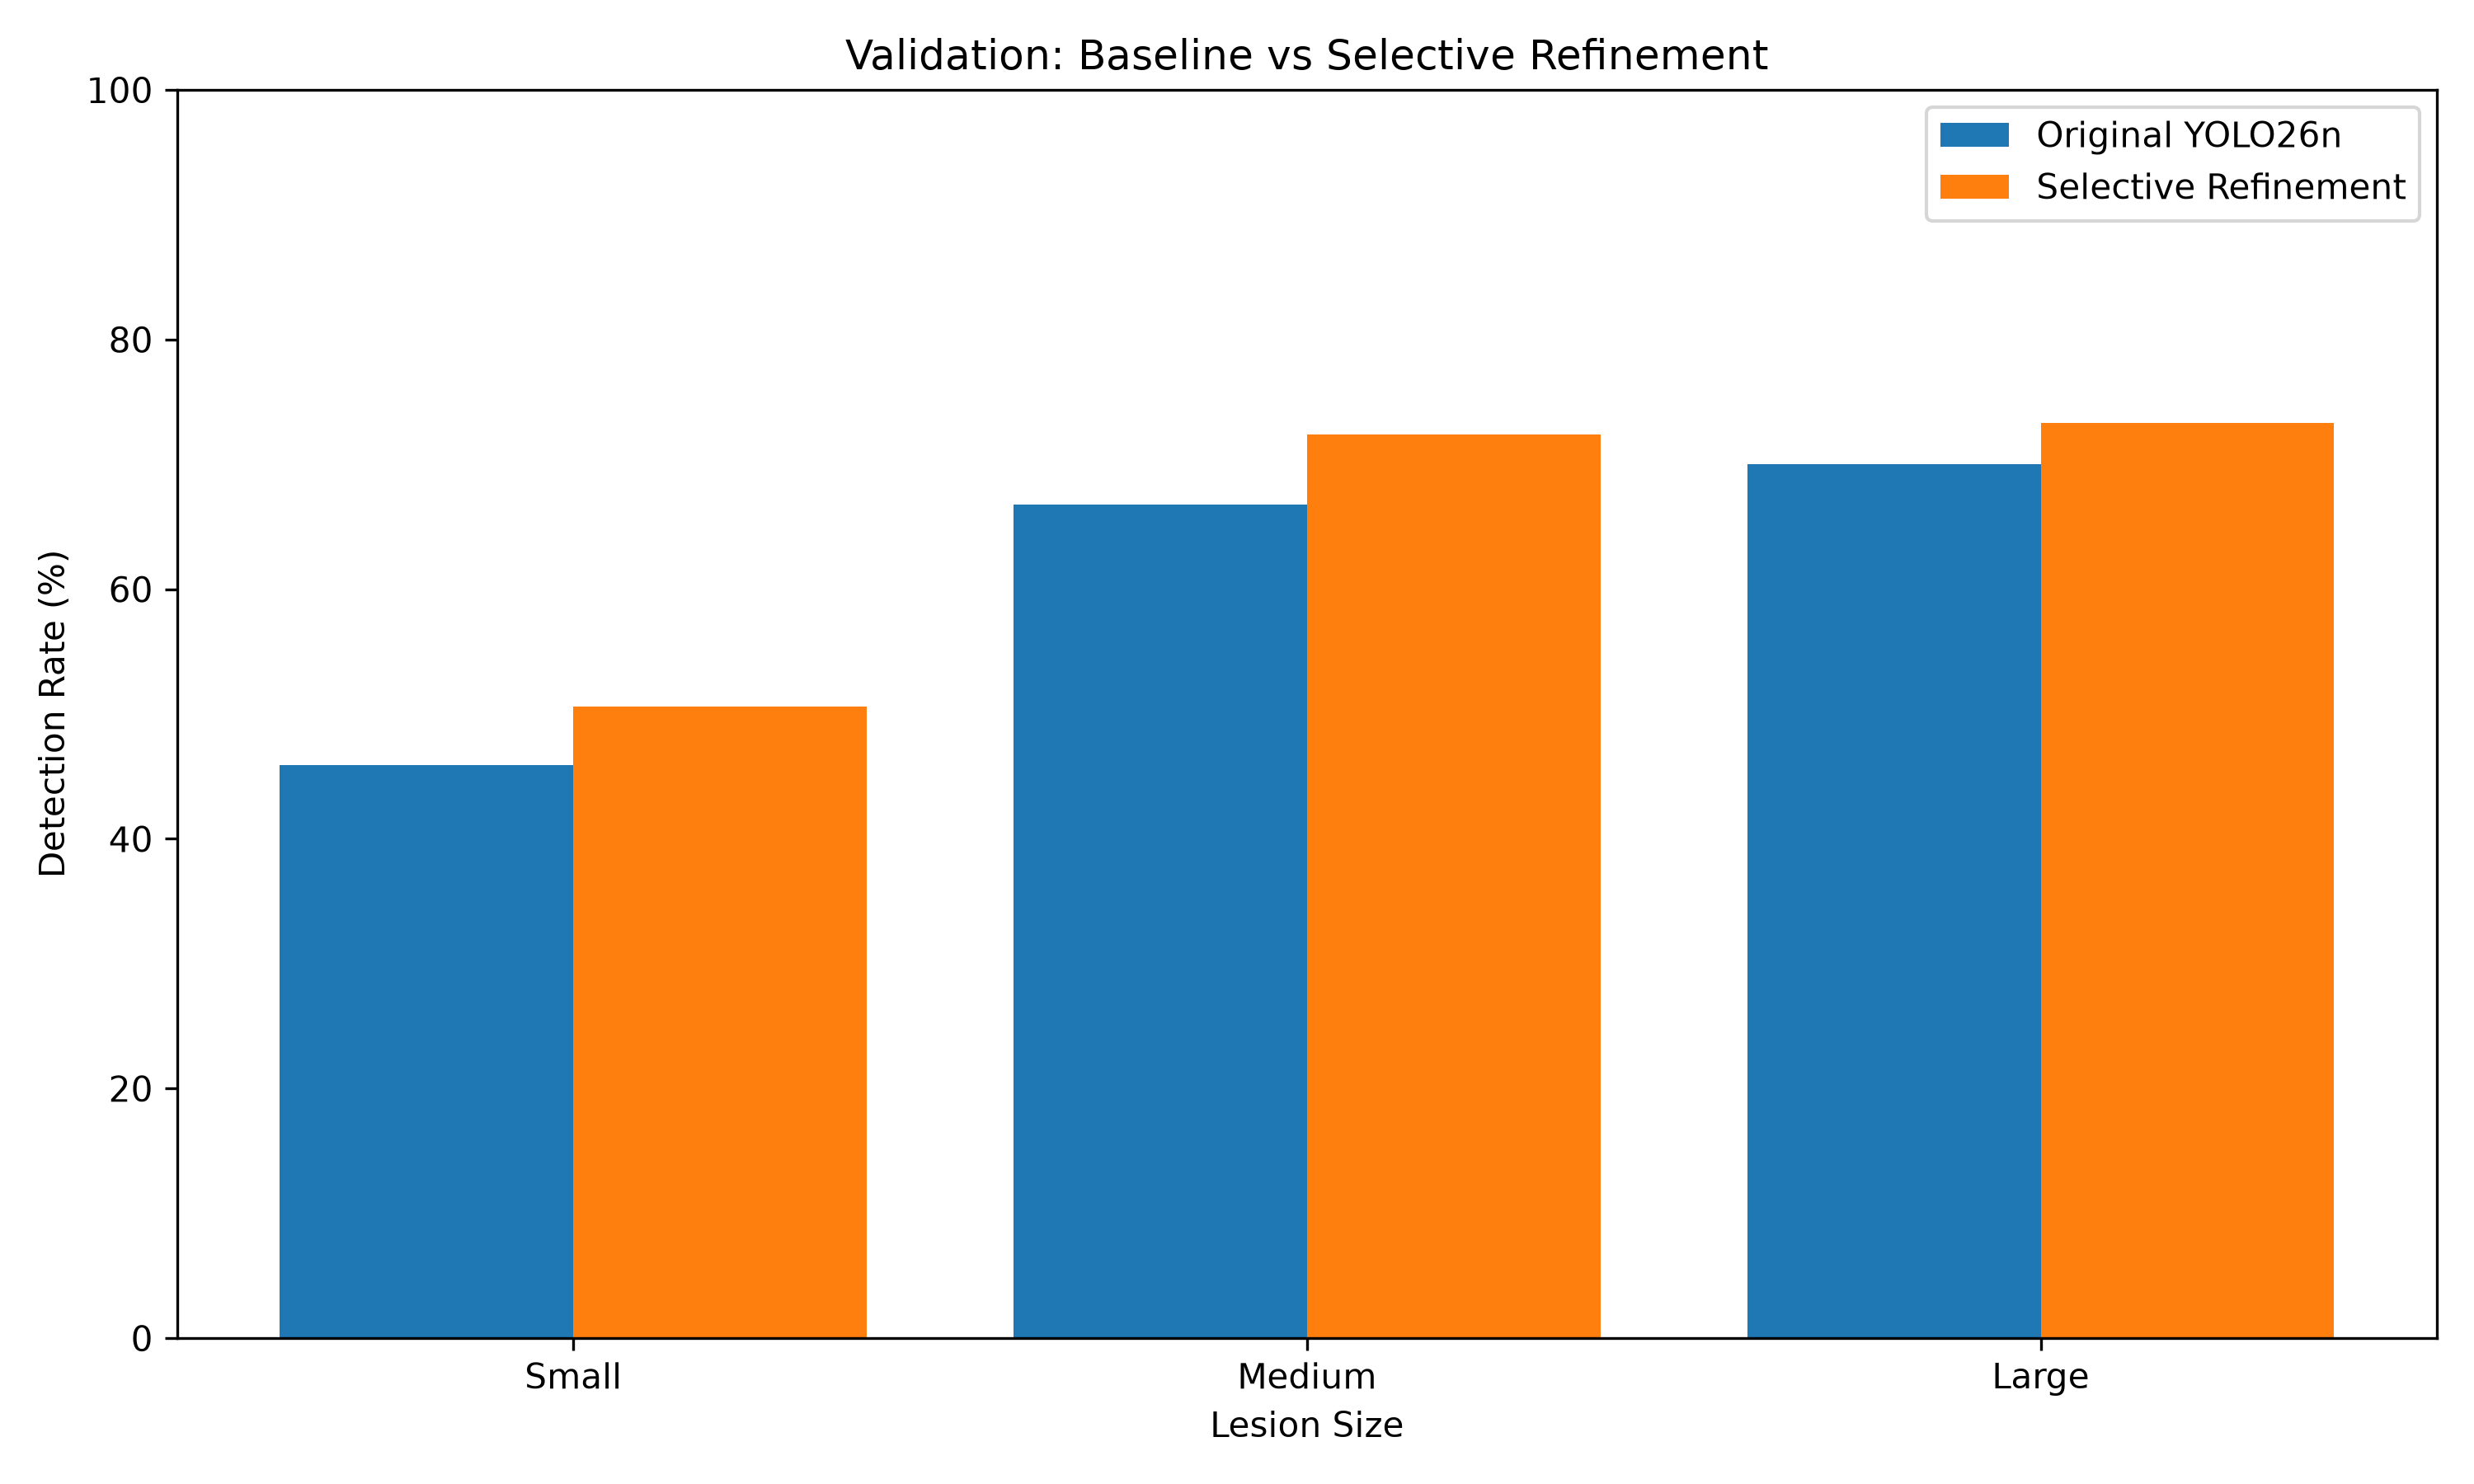 Validation: Baseline vs Selective Refinement
Original YOLO26n
Selective Refinement
Detection Rate (%)
100
80
60
40
20
0
Small
Medium
Large
Lesion Size